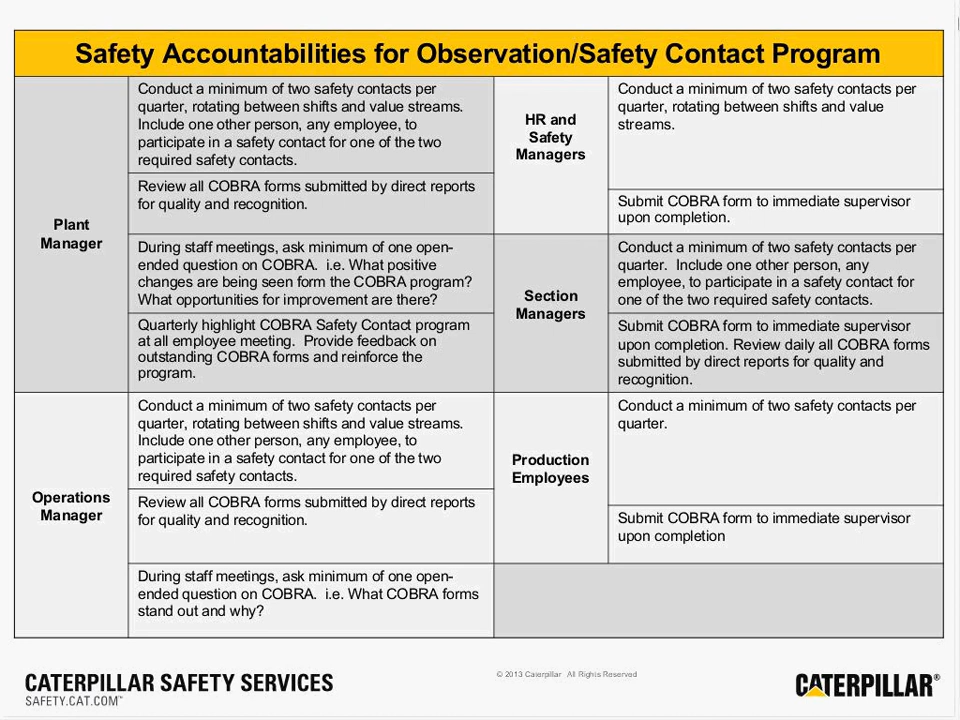 Safety Accountabilities for Observation/Safety Contact Program
Plant
Manager
Conduct a minimum of two safety contacts per
quarter, rotating between shifts and value streams.
Include one other person, any employee, to
participate in a safety contact for one of the two
required safety contacts.
Review all COBRA forms submitted by direct reports
for quality and recognition.
During staff meetings, ask minimum of one open-
ended question on COBRA.  i.e. What positive
changes are being seen form the COBRA program?
What opportunities for improvement are there?
Quarterly highlight COBRA Safety Contact program
at all employee meeting.  Provide feedback on
outstanding COBRA forms and reinforce the
program.
HR and
Safety
Managers
Conduct a minimum of two safety contacts per
quarter, rotating between shifts and value
streams.
Submit COBRA form to immediate supervisor
upon completion.
Section
Managers
Conduct a minimum of two safety contacts per
quarter.  Include one other person, any
employee, to participate in a safety contact for
one of the two required safety contacts.
Submit COBRA form to immediate supervisor
upon completion. Review daily all COBRA forms
submitted by direct reports for quality and
recognition.
Operations
Manager
Conduct a minimum of two safety contacts per
quarter, rotating between shifts and value streams.
Include one other person, any employee, to
participate in a safety contact for one of the two
required safety contacts.
Review all COBRA forms submitted by direct reports
for quality and recognition.
During staff meetings, ask minimum of one open-
ended question on COBRA.  i.e. What COBRA forms
stand out and why?
Production
Employees
Conduct a minimum of two safety contacts per
quarter.
Submit COBRA form to immediate supervisor
upon completion
CATERPILLAR SAFETY SERVICES
SAFETY.CAT.COM™
© 2013 Caterpillar  All Rights Reserved
CATERPILLAR®